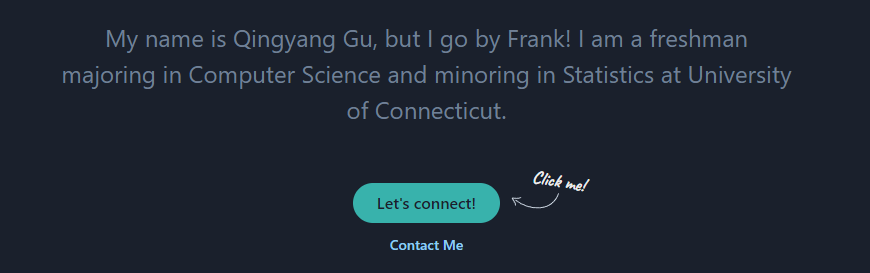 My name is Qingyang Gu, but I go by Frank! I am a freshman
majoring in Computer Science and minoring in Statistics at University
of Connecticut.
Click me!
Let's connect!
Contact Me